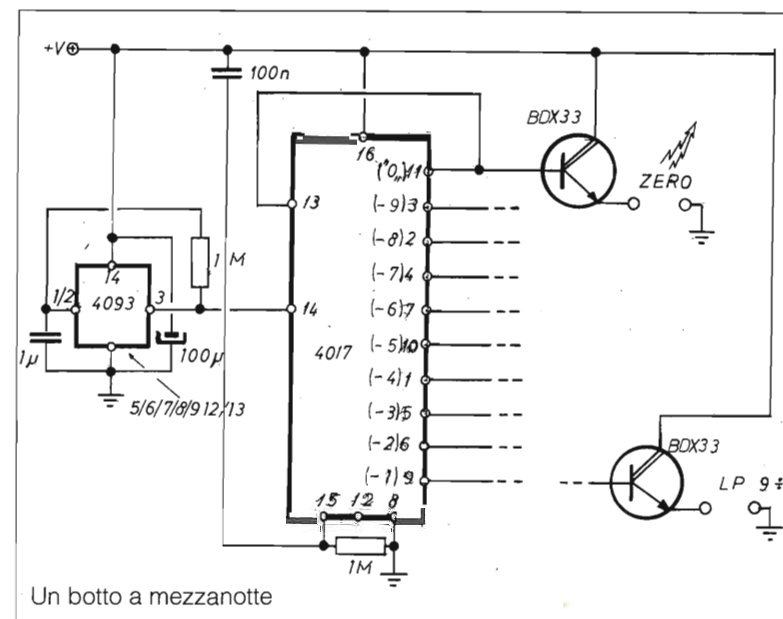 +V
100n
BDX33
16
("0„) 11
ZERO
13
(-9)3
(-8)2
1M
(-7)4
14
1/2
4093
3
(-6)7
14
(-5)10
4017
1µ
100µ
(-4)1
5/6/7/8/9 12/13
(-3)5
(-2)6
BDX33
(-1)9
LP 9÷
15
12
8
1M
Un botto a mezzanotte